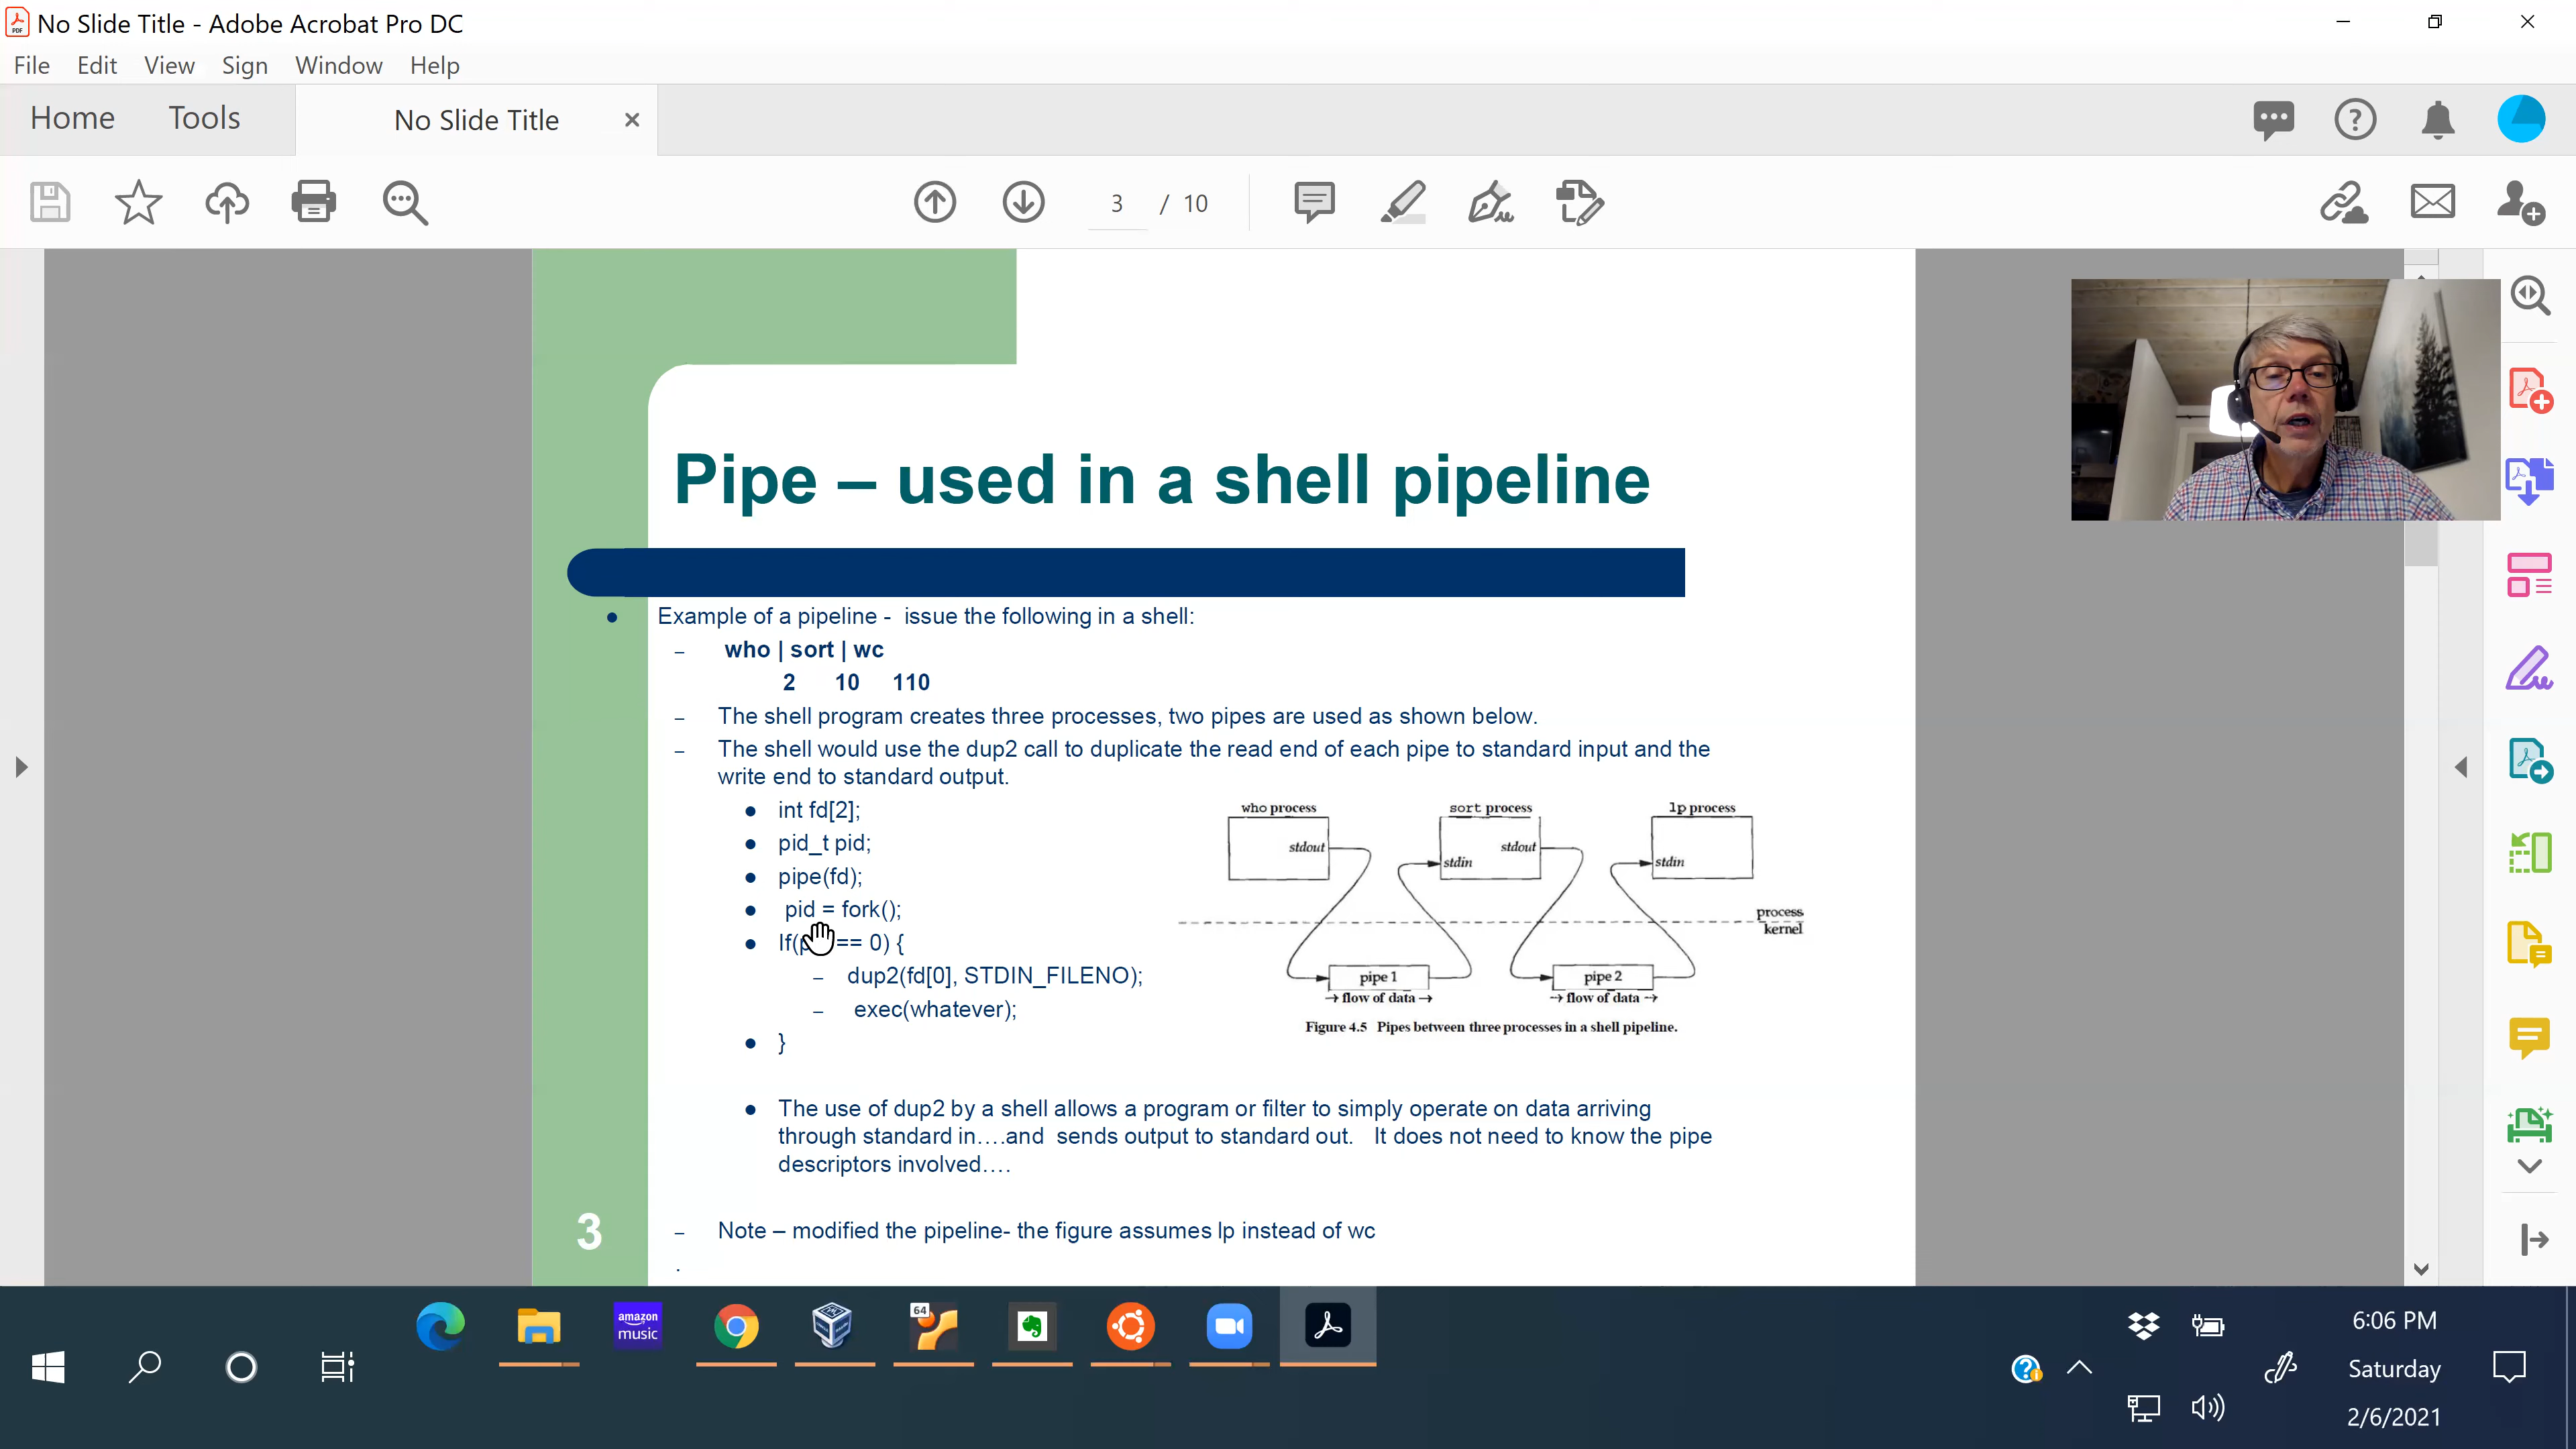 No Slide Title - Adobe Acrobat Pro DC
File Edit View Sign Window Help
Home Tools No Slide Title ×
3 / 10
Pipe – used in a shell pipeline
● Example of a pipeline - issue the following in a shell:
– who | sort | wc
2 10 110
– The shell program creates three processes, two pipes are used as shown below.
– The shell would use the dup2 call to duplicate the read end of each pipe to standard input and the
write end to standard output.
● int fd[2];
● pid_t pid;
● pipe(fd);
● pid = fork();
● If(p == 0) {
– dup2(fd[0], STDIN_FILENO);
– exec(whatever);
● }
who process sort process lp process
stdout stdin stdout stdin
process
kernel
pipe 1 pipe 2
→ flow of data → → flow of data →
Figure 4.5 Pipes between three processes in a shell pipeline.
● The use of dup2 by a shell allows a program or filter to simply operate on data arriving
through standard in….and sends output to standard out. It does not need to know the pipe
descriptors involved….
3
– Note – modified the pipeline- the figure assumes lp instead of wc
.
amazon
music
64
6:06 PM
Saturday
2/6/2021